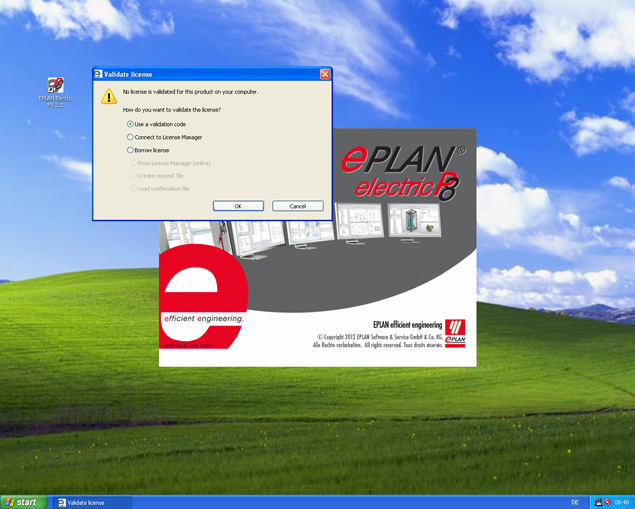 EPLAN Electric
P8 2.2
Validate license
No license is validated for this product on your computer.
How do you want to validate the license?
Use a validation code
Connect to License Manager
Borrow license
From License Manager (online)
Create request file
Load confirmation file
OK
Cancel
ePLAN®
electric P8
e
efficient engineering.
EPLAN efficient engineering
© Copyright 2012 EPLAN Software & Service GmbH & Co. KG.
Alle Rechte vorbehalten. All rights reserved. Tous droits réservés.
ePLAN
start
Validate license
DE
08:40